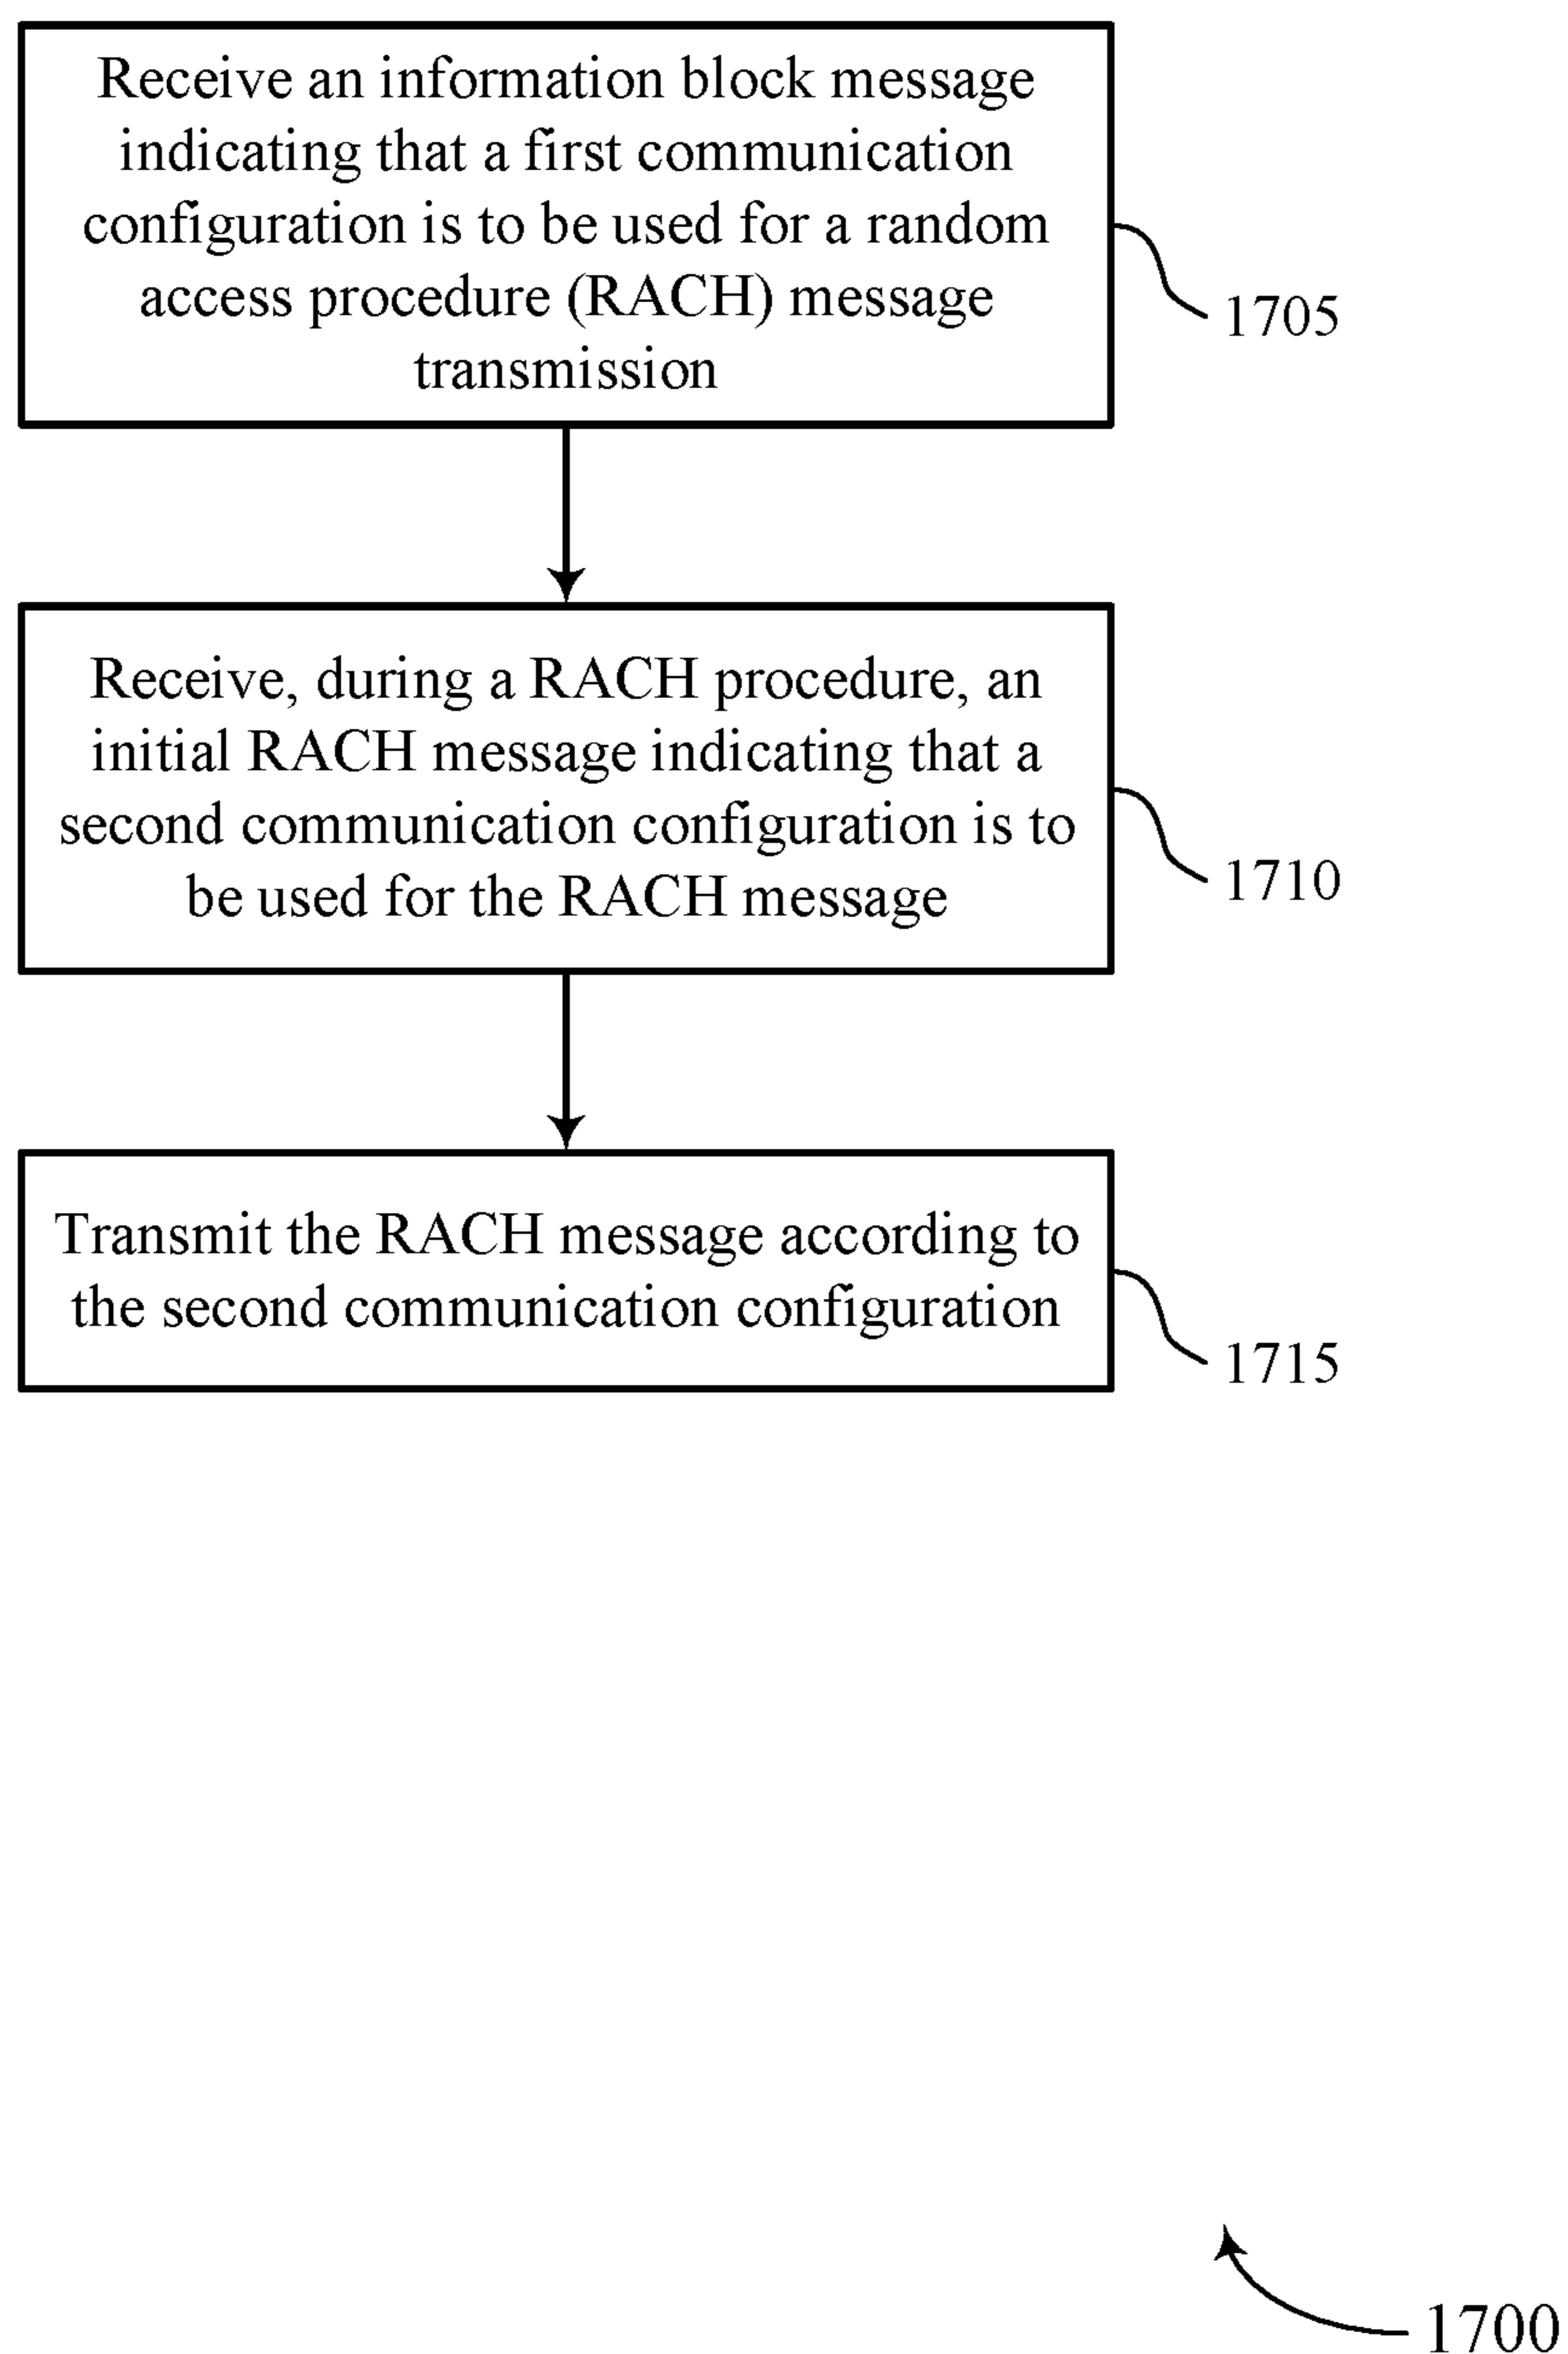 Receive an information block message
indicating that a first communication
configuration is to be used for a random
access procedure (RACH) message
transmission
1705
Receive, during a RACH procedure, an
initial RACH message indicating that a
second communication configuration is to
be used for the RACH message
1710
Transmit the RACH message according to
the second communication configuration
1715
1700